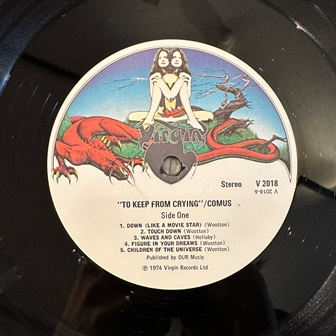 Virgin
Stereo V 2018
V 2018-A
"TO KEEP FROM CRYING"/COMUS
Side One
1. DOWN (LIKE A MOVIE STAR) (Wootton)
2. TOUCH DOWN (Wootton)
3. WAVES AND CAVES (Hellaby)
4. FIGURE IN YOUR DREAMS (Wootton)
5. CHILDREN OF THE UNIVERSE (Wootton)
Published by OUR Music
℗ 1974 Virgin Records Ltd